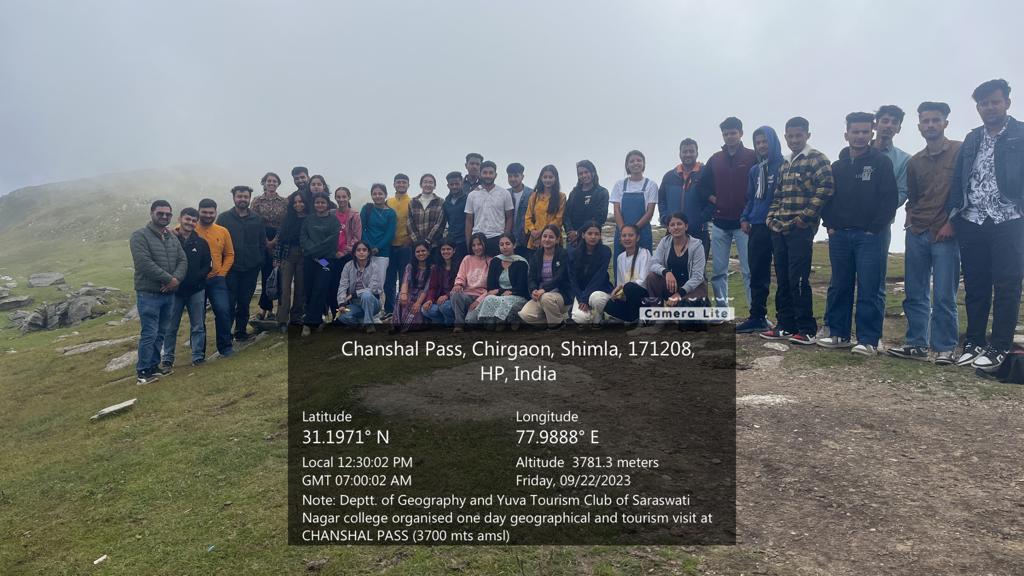 Camera Lite
Chanshal Pass, Chirgaon, Shimla, 171208,
HP, India
Latitude
31.1971° N
Longitude
77.9888° E
Local 12:30:02 PM
GMT 07:00:02 AM
Altitude 3781.3 meters
Friday, 09/22/2023
Note: Deptt. of Geography and Yuva Tourism Club of Saraswati
Nagar college organised one day geographical and tourism visit at
CHANSHAL PASS (3700 mts amsl)